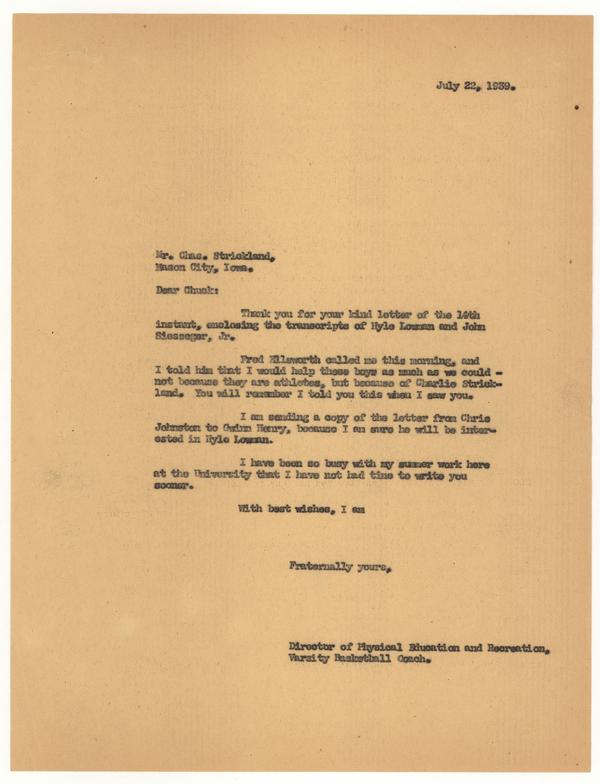 July 22, 1939.
Mr. Chas. Strickland,
Mason City, Iowa.
Dear Chuck:
Thank you for your kind letter of the 14th
instant, enclosing the transcripts of Hyle Lowman and John
Siesseger, Jr.
Fred Ellsworth called me this morning, and
I told him that I would help these boys as much as we could -
not because they are athletes, but because of Charlie Strick-
land. You will remember I told you this when I saw you.
I am sending a copy of the letter from Chris
Johnston to Gwinn Henry, because I am sure he will be inter-
ested in Hyle Lowman.
I have been so busy with my summer work here
at the University that I have not had time to write you
sooner.
With best wishes, I am
Fraternally yours,
Director of Physical Education and Recreation,
Varsity Basketball Coach.